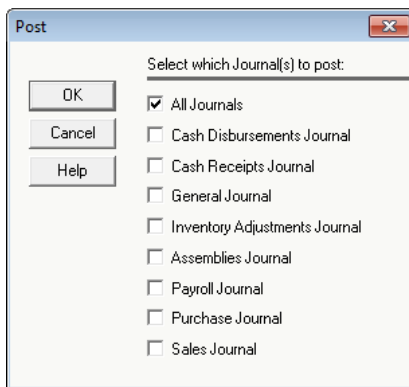 Post
Select which Journal(s) to post:
OK
Cancel
Help
All Journals
Cash Disbursements Journal
Cash Receipts Journal
General Journal
Inventory Adjustments Journal
Assemblies Journal
Payroll Journal
Purchase Journal
Sales Journal